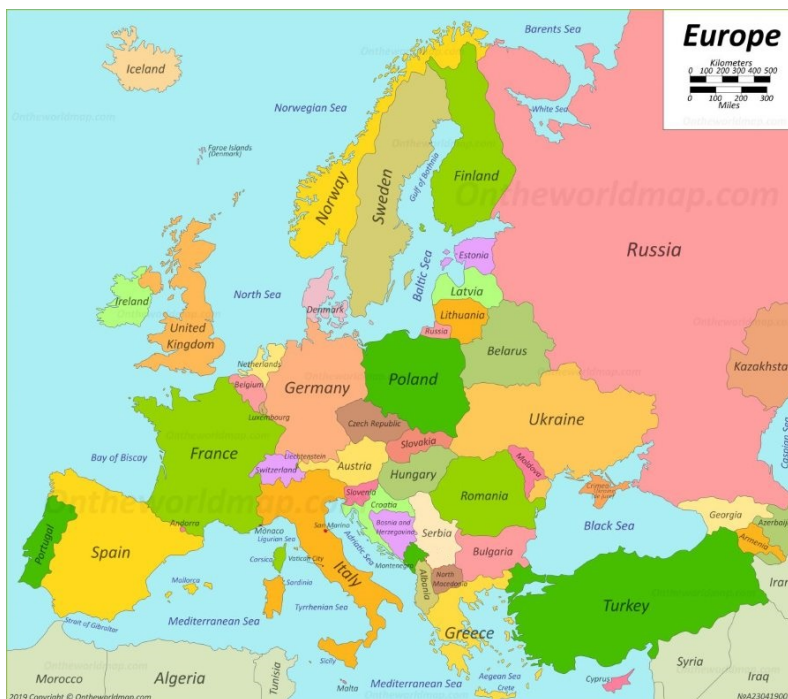 Europe
Kilometers
0 100 200 300 400 500
0 100 200 300
Miles
Barents Sea
White Sea
Iceland
Norwegian Sea
Faroe Islands
(Denmark)
Norway
Sweden
Finland
Gulf of Bothnia
Ontheworldmap.com
Russia
Estonia
Baltic Sea
Latvia
Lithuania
Russia
North Sea
Denmark
Ireland
United
Kingdom
Belarus
Kazakhsta
Netherlands
Belgium
Germany
Poland
Luxembourg
Czech Republic
Ukraine
Slovakia
Caspian Sea
Bay of Biscay
France
Switzerland
Liechtenstein
Austria
Hungary
Moldova
Romania
Slovenia
Croatia
Crimea
Ontheworldmap.com
Portugal
Spain
Andorra
Monaco
Ligurian Sea
San Marino
Bosnia and
Herzegovina
Serbia
Adriatic Sea
Black Sea
Georgia
Azerbaij
Armenia
Corsica
Vatican City
Italy
Montenegro
Bulgaria
North
Macedonia
Albania
Mallorca
Sardinia
Tyrrhenian Sea
Greece
Turkey
Iran
Strait of Gibraltar
Mediterranean Sea
Sicily
Aegean Sea
Crete
Cyprus
Syria
Iraq
Morocco
Algeria
Tunisia
Malta
Mediterranean Sea
2019 Copyright © Ontheworldmap.com
№A23041900